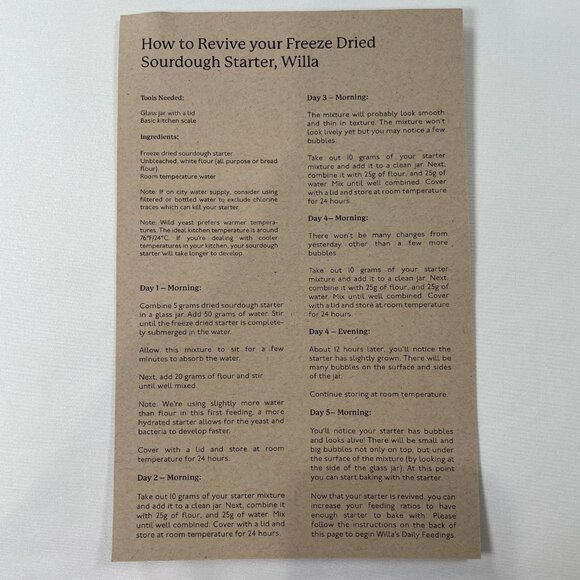 How to Revive your Freeze Dried
Sourdough Starter, Willa
Tools Needed:
Glass jar with a lid
Basic kitchen scale
Ingredients:
Freeze dried sourdough starter
Unbleached, white flour (all purpose or bread
flour)
Room temperature water
Note: If on city water supply, consider using
filtered or bottled water to exclude chlorine
traces which can kill your starter.
Note: Wild yeast prefers warmer tempera-
tures. The ideal kitchen temperature is around
76°F/24°C. If you're dealing with cooler
temperatures in your kitchen, your sourdough
starter will take longer to develop.
Day 1 – Morning:
Combine 5 grams dried sourdough starter
in a glass jar. Add 50 grams of water. Stir
until the freeze dried starter is complete-
ly submerged in the water.
Allow this mixture to sit for a few
minutes to absorb the water.
Next, add 20 grams of flour and stir
until well mixed.
Note: We're using slightly more water
than flour in this first feeding, a more
hydrated starter allows for the yeast and
bacteria to develop faster.
Cover with a lid and store at room
temperature for 24 hours.
Day 2 – Morning:
Take out 10 grams of your starter mixture
and add it to a clean jar. Next, combine it
with 25g of flour, and 25g of water. Mix
until well combined. Cover with a lid and
store at room temperature for 24 hours.
Day 3 – Morning:
The mixture will probably look smooth
and thin in texture. The mixture won't
look lively yet but you may notice a few
bubbles.
Take out 10 grams of your starter
mixture and add it to a clean jar. Next,
combine it with 25g flour, and 25g of
water. Mix until well combined. Cover
with a lid and store at room temperature
for 24 hours.
Day 4– Morning:
There won't be many changes from
yesterday other than a few more
bubbles
Take out 10 grams of your starter
mixture and add it to a clean jar. Next,
combine it with 25g of flour, and 25g of
water. Mix until well combined. Cover
with a lid and store at room temperature
for 24 hours.
Day 4 – Evening:
About 12 hours later, you'll notice the
starter has slightly grown. There will be
many bubbles on the surface and sides
of the jar.
Continue storing at room temperature.
Day 5– Morning:
You'll notice your starter has bubbles
and looks alive! There will be small and
big bubbles not only on top, but under
the surface of the mixture (by looking at
the side of the glass jar). At this point
you can start baking with the starter.
Now that your starter is revived, you can
increase your feeding ratios to have
enough starter to bake with. Please
follow the instructions on the back of
this page to begin Willa's Daily Feedings.